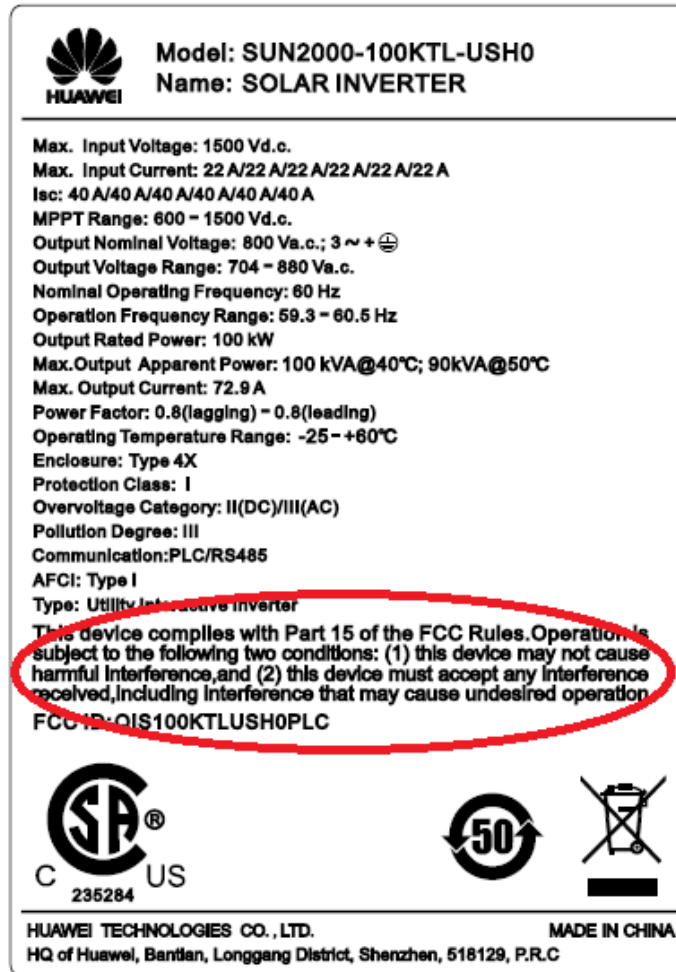 HUAWEI
Model: SUN2000-100KTL-USH0
Name: SOLAR INVERTER
Max. Input Voltage: 1500 Vd.c.
Max. Input Current: 22 A/22 A/22 A/22 A/22 A/22 A
Isc: 40 A/40 A/40 A/40 A/40 A/40 A
MPPT Range: 600 - 1500 Vd.c.
Output Nominal Voltage: 800 Va.c.; 3 ~ + ⏚
Output Voltage Range: 704 - 880 Va.c.
Nominal Operating Frequency: 60 Hz
Operation Frequency Range: 59.3 - 60.5 Hz
Output Rated Power: 100 kW
Max.Output Apparent Power: 100 kVA@40℃; 90kVA@50℃
Max. Output Current: 72.9 A
Power Factor: 0.8(lagging) - 0.8(leading)
Operating Temperature Range: -25 - +60℃
Enclosure: Type 4X
Protection Class: I
Overvoltage Category: II(DC)/III(AC)
Pollution Degree: III
Communication:PLC/RS485
AFCI: Type I
Type: Utility Interactive Inverter
This device complies with Part 15 of the FCC Rules.Operation is
subject to the following two conditions: (1) this device may not cause
harmful interference,and (2) this device must accept any interference
received,including interference that may cause undesired operation
FCC ID:QIS100KTLUSH0PLC
SA ®
C US
235284
50
HUAWEI TECHNOLOGIES CO., LTD. MADE IN CHINA
HQ of Huawei, Bantian, Longgang District, Shenzhen, 518129, P.R.C